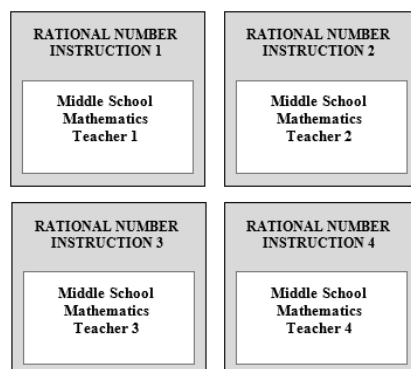 RATIONAL NUMBER
INSTRUCTION 1
Middle School
Mathematics
Teacher 1
RATIONAL NUMBER
INSTRUCTION 2
Middle School
Mathematics
Teacher 2
RATIONAL NUMBER
INSTRUCTION 3
Middle School
Mathematics
Teacher 3
RATIONAL NUMBER
INSTRUCTION 4
Middle School
Mathematics
Teacher 4